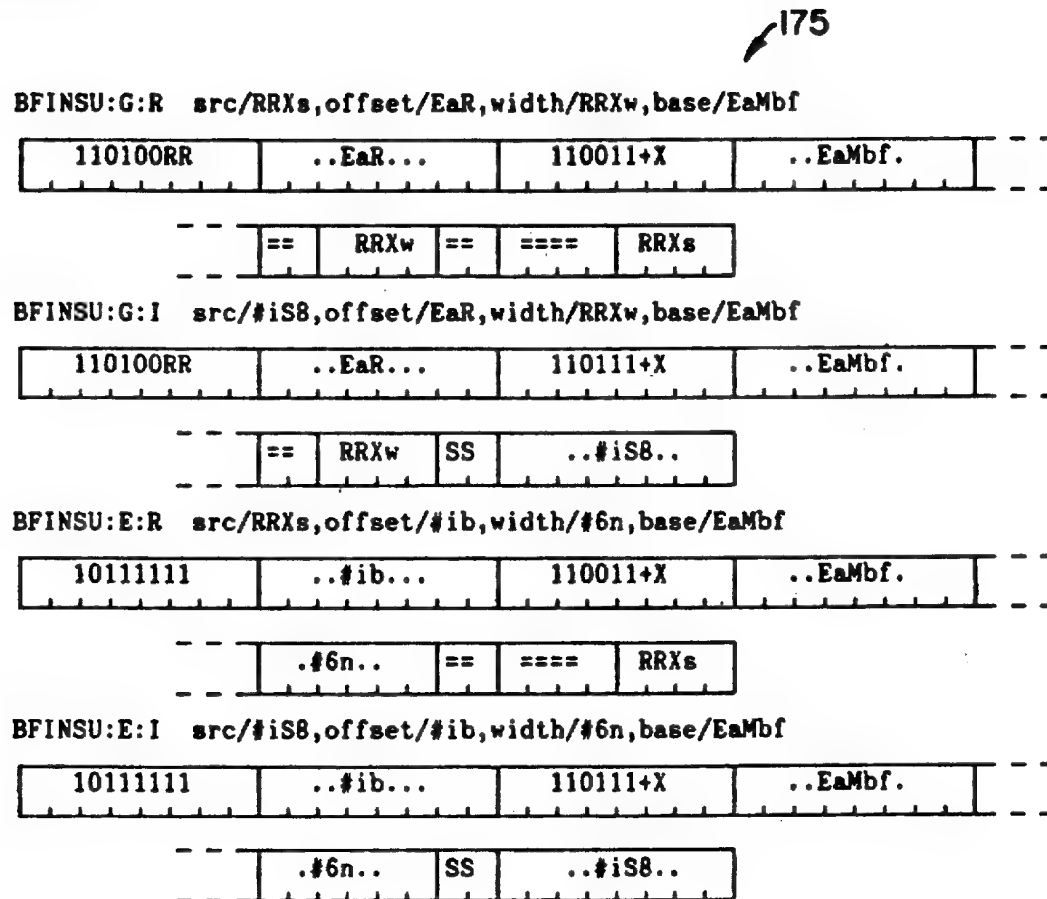 175
BFINSU:G:R src/RRXs,offset/EaR,width/RRXw,base/EaMbf
110100RR ..EaR... 110011+X ..EaMbf.
== RRXw == ==== RRXs
BFINSU:G:I src/#iS8,offset/EaR,width/RRXw,base/EaMbf
110100RR ..EaR... 110111+X ..EaMbf.
== RRXw SS ..#iS8..
BFINSU:E:R src/RRXs,offset/#ib,width/#6n,base/EaMbf
10111111 ..#ib... 110011+X ..EaMbf.
.#6n.. == ==== RRXs
BFINSU:E:I src/#iS8,offset/#ib,width/#6n,base/EaMbf
10111111 ..#ib... 110111+X ..EaMbf.
.#6n.. SS ..#iS8..